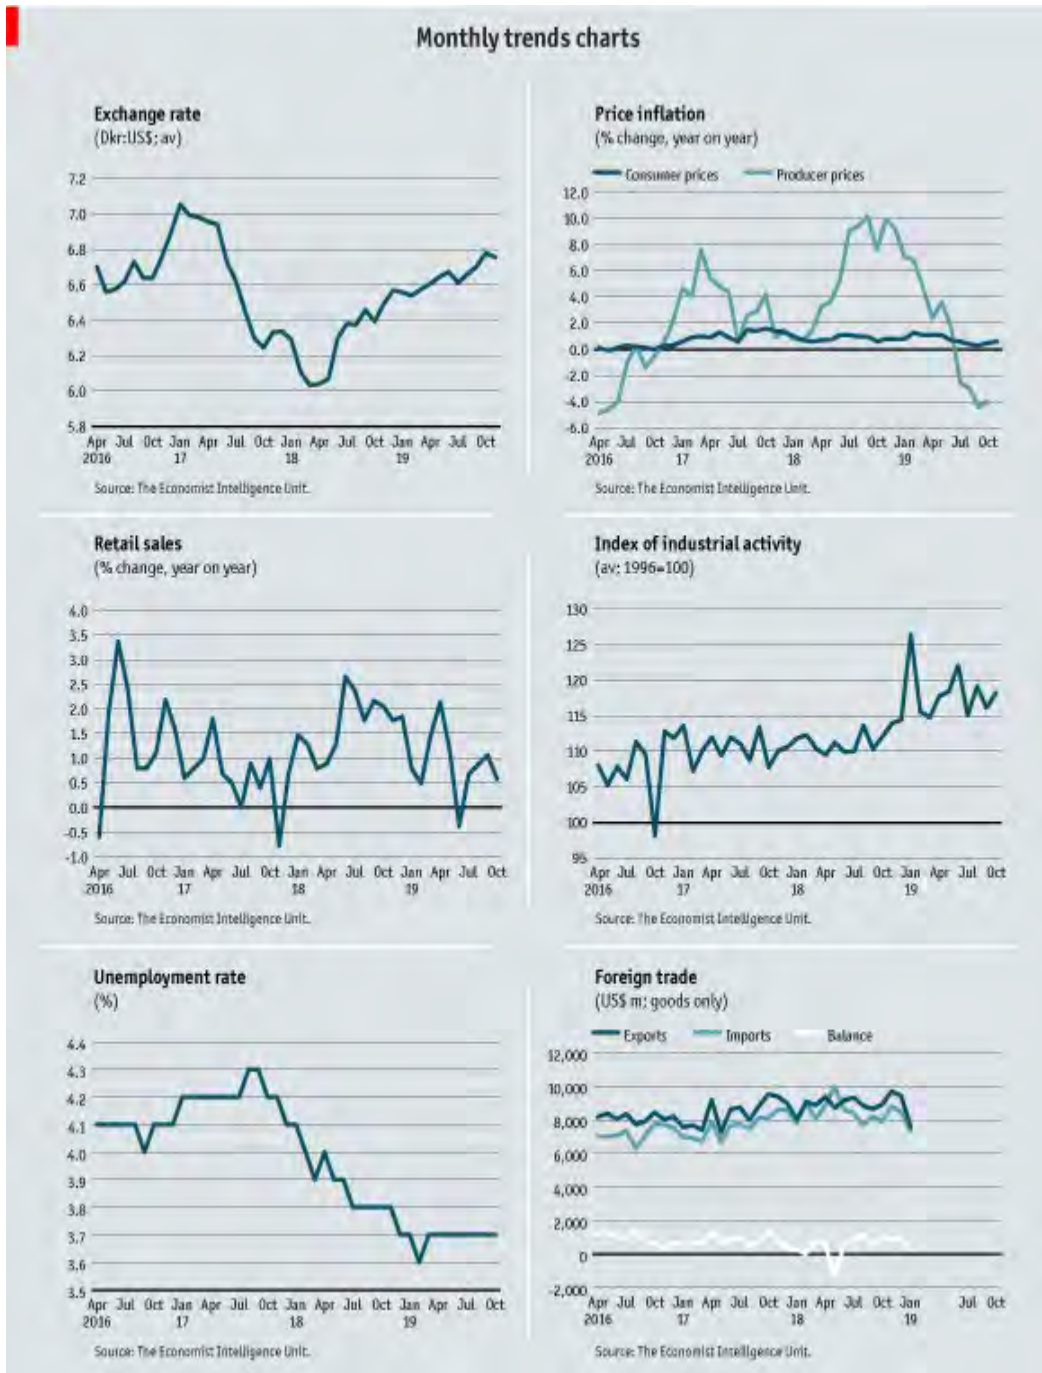 Monthly trends charts
Exchange rate
(Dkr:US$; av)
7.2
7.0
6.8
6.6
6.4
6.2
6.0
5.8
Apr Jul Oct Jan Apr Jul Oct Jan Apr Jul Oct Jan Apr Jul Oct
2016 17 18 19
Source: The Economist Intelligence Unit.
Price inflation
(% change, year on year)
Consumer prices Producer prices
12.0
10.0
8.0
6.0
4.0
2.0
0.0
-2.0
-4.0
-6.0
Apr Jul Oct Jan Apr Jul Oct Jan Apr Jul Oct Jan Apr Jul Oct
2016 17 18 19
Source: The Economist Intelligence Unit.
Retail sales
(% change, year on year)
4.0
3.5
3.0
2.5
2.0
1.5
1.0
0.5
0.0
-0.5
-1.0
Apr Jul Oct Jan Apr Jul Oct Jan Apr Jul Oct Jan Apr Jul Oct
2016 17 18 19
Source: The Economist Intelligence Unit.
Index of industrial activity
(av; 1996=100)
130
125
120
115
110
105
100
95
Apr Jul Oct Jan Apr Jul Oct Jan Apr Jul Oct Jan Apr Jul Oct
2016 17 18 19
Source: The Economist Intelligence Unit.
Unemployment rate
(%)
4.4
4.3
4.2
4.1
4.0
3.9
3.8
3.7
3.6
3.5
Apr Jul Oct Jan Apr Jul Oct Jan Apr Jul Oct Jan Apr Jul Oct
2016 17 18 19
Source: The Economist Intelligence Unit.
Foreign trade
(US$ m; goods only)
Exports Imports Balance
12,000
10,000
8,000
6,000
4,000
2,000
0
-2,000
Apr Jul Oct Jan Apr Jul Oct Jan Apr Jul Oct Jan Jul Oct
2016 17 18 19
Source: The Economist Intelligence Unit.